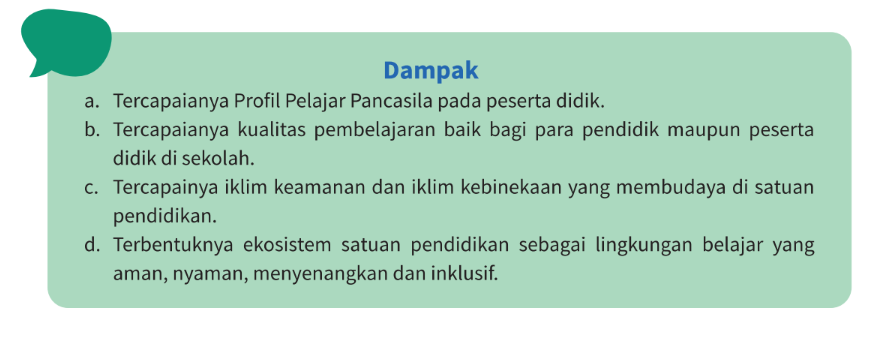 Dampak
a. Tercapaianya Profil Pelajar Pancasila pada peserta didik.
b. Tercapaianya kualitas pembelajaran baik bagi para pendidik maupun peserta
didik di sekolah.
c. Tercapainya iklim keamanan dan iklim kebinekaan yang membudaya di satuan
pendidikan.
d. Terbentuknya ekosistem satuan pendidikan sebagai lingkungan belajar yang
aman, nyaman, menyenangkan dan inklusif.